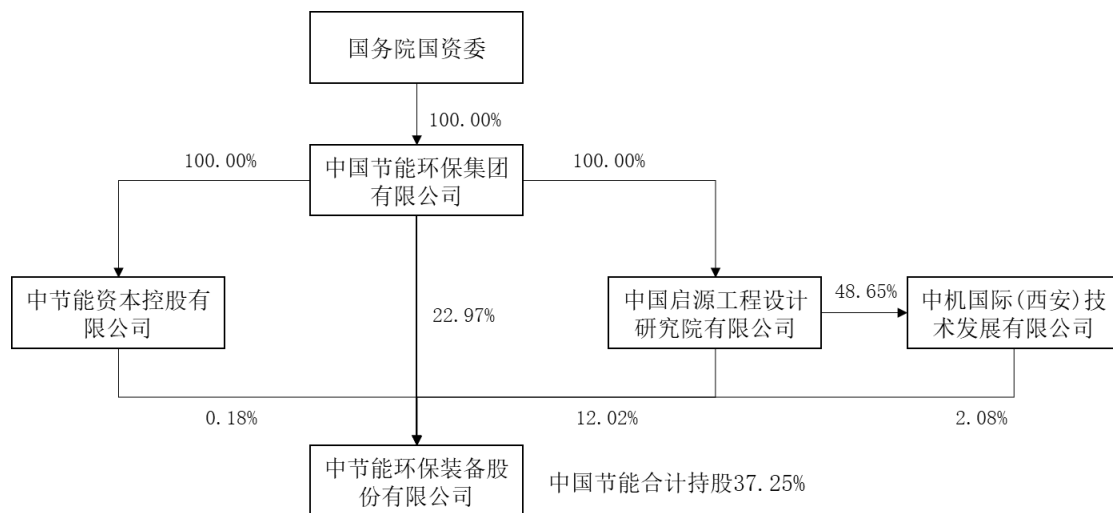 国务院国资委
100.00%
100.00%
中国节能环保集团
有限公司
100.00%
中节能资本控股有
限公司
22.97%
中国启源工程设计
研究院有限公司
48.65%
中机国际(西安)技
术发展有限公司
0.18%
12.02%
2.08%
中节能环保装备股
份有限公司
中国节能合计持股37.25%